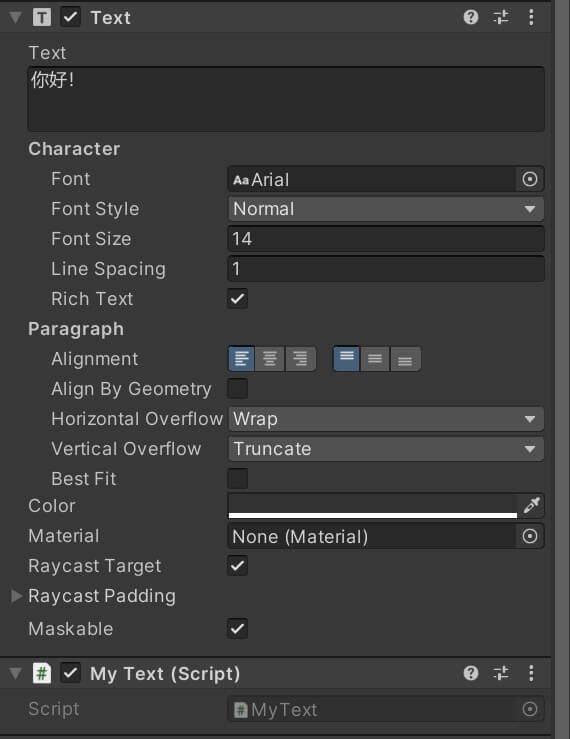 Text
Text
你好!
Character
Font Aa Arial
Font Style Normal
Font Size 14
Line Spacing 1
Rich Text
Paragraph
Alignment
Align By Geometry
Horizontal Overflow Wrap
Vertical Overflow Truncate
Best Fit
Color
Material None (Material)
Raycast Target
Raycast Padding
Maskable
# My Text (Script)
Script # MyText